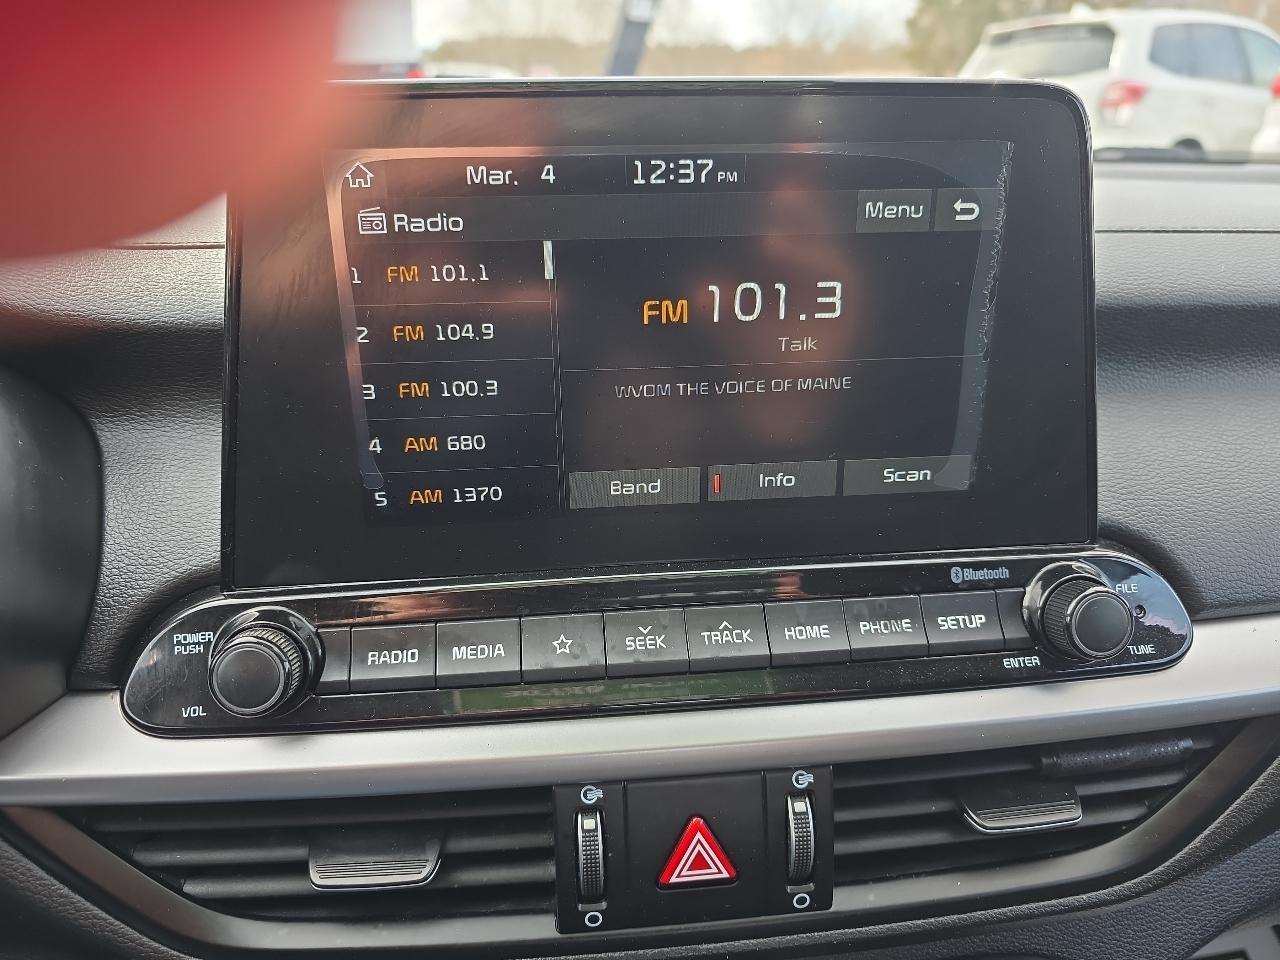 Mar. 4 12:37 PM
Radio Menu
1 FM 101.1
2 FM 104.9
3 FM 100.3
4 AM 680
5 AM 1370
FM 101.3
Talk
WVOM THE VOICE OF MAINE
Band Info Scan
Bluetooth
POWER
PUSH
VOL
RADIO MEDIA SEEK TRACK HOME PHONE SETUP
FILE
ENTER
TUNE